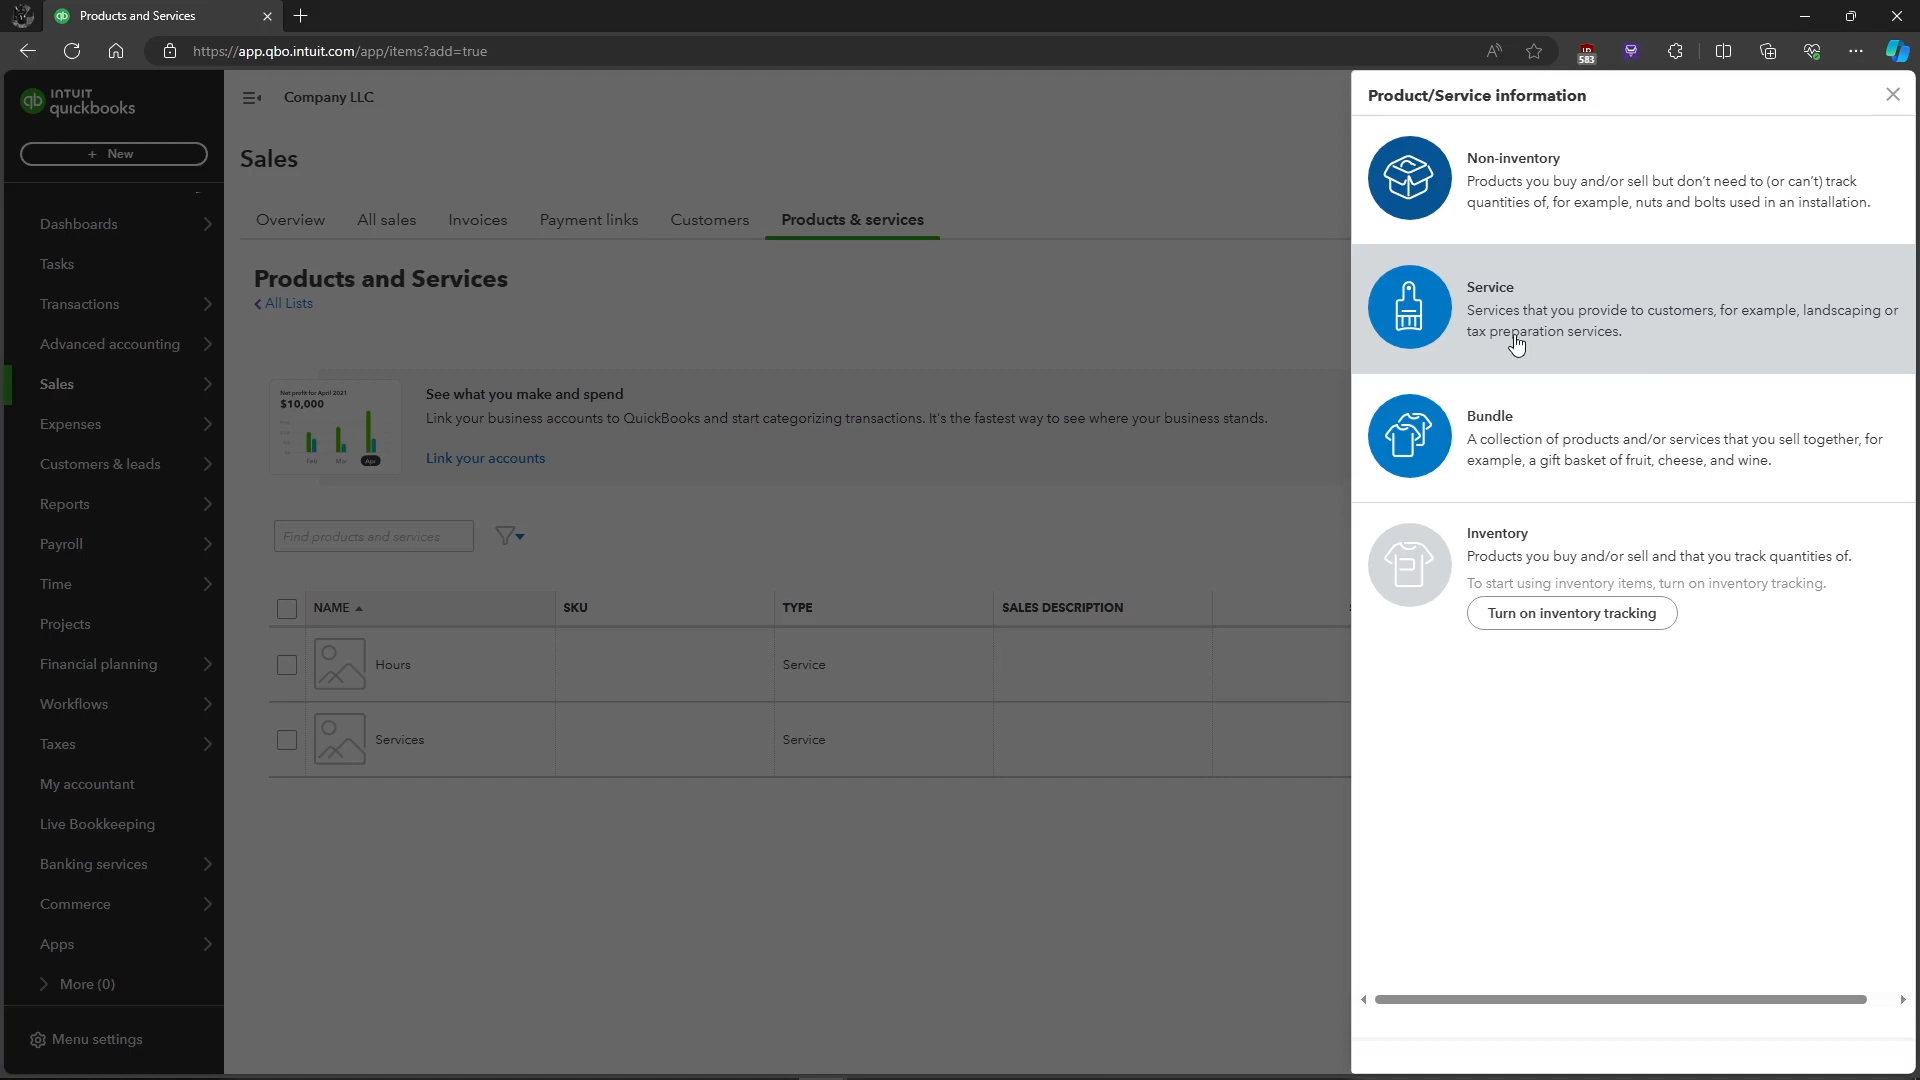 Products and Services
https://app.qbo.intuit.com/app/items?add=true
583
INTUIT
quickbooks
Company LLC
+ New
Dashboards
Tasks
Transactions
Advanced accounting
Sales
Expenses
Customers & leads
Reports
Payroll
Time
Projects
Financial planning
Workflows
Taxes
My accountant
Live Bookkeeping
Banking services
Commerce
Apps
More (0)
Menu settings
Sales
Overview All sales Invoices Payment links Customers Products & services
Products and Services
All Lists
Net profit for April 2021
$10,000
Feb Mar Apr
See what you make and spend
Link your business accounts to QuickBooks and start categorizing transactions. It's the fastest way to see where your business stands.
Link your accounts
Find products and services
NAME SKU TYPE SALES DESCRIPTION
Hours Service
Services Service
Product/Service information
Non-inventory
Products you buy and/or sell but don't need to (or can't) track
quantities of, for example, nuts and bolts used in an installation.
Service
Services that you provide to customers, for example, landscaping or
tax preparation services.
Bundle
A collection of products and/or services that you sell together, for
example, a gift basket of fruit, cheese, and wine.
Inventory
Products you buy and/or sell and that you track quantities of.
To start using inventory items, turn on inventory tracking.
Turn on inventory tracking